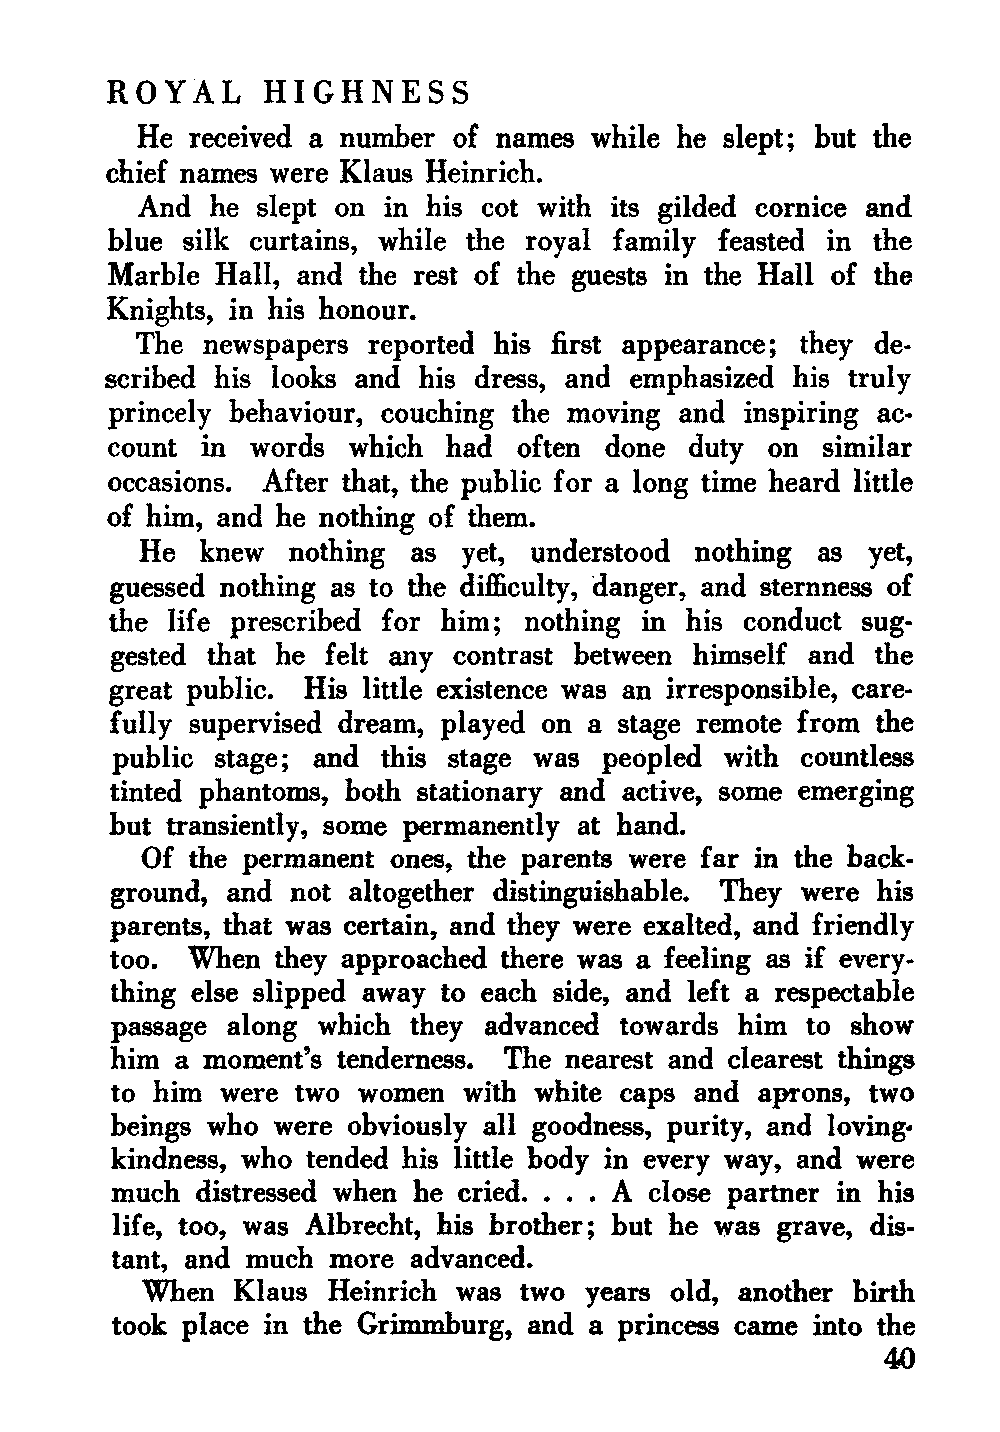 ROYAL HIGHNESS
He received a number of names while he slept; but the
chief names were Klaus Heinrich.
And he slept on in his cot with its gilded cornice and
blue silk curtains, while the royal family feasted in the
Marble Hall, and the rest of the guests in the Hall of the
Knights, in his honour.
The newspapers reported his first appearance; they de-
scribed his looks and his dress, and emphasized his truly
princely behaviour, couching the moving and inspiring ac-
count in words which had often done duty on similar
occasions. After that, the public for a long time heard little
of him, and he nothing of them.
He knew nothing as yet, understood nothing as yet,
guessed nothing as to the difficulty, danger, and sternness of
the life prescribed for him; nothing in his conduct sug-
gested that he felt any contrast between himself and the
great public. His little existence was an irresponsible, care-
fully supervised dream, played on a stage remote from the
public stage; and this stage was peopled with countless
tinted phantoms, both stationary and active, some emerging
but transiently, some permanently at hand.
Of the permanent ones, the parents were far in the back-
ground, and not altogether distinguishable. They were his
parents, that was certain, and they were exalted, and friendly
too. When they approached there was a feeling as if every-
thing else slipped away to each side, and left a respectable
passage along which they advanced towards him to show
him a moment's tenderness. The nearest and clearest things
to him were two women with white caps and aprons, two
beings who were obviously all goodness, purity, and loving-
kindness, who tended his little body in every way, and were
much distressed when he cried. . . . A close partner in his
life, too, was Albrecht, his brother; but he was grave, dis-
tant, and much more advanced.
When Klaus Heinrich was two years old, another birth
took place in the Grimmburg, and a princess came into the
40